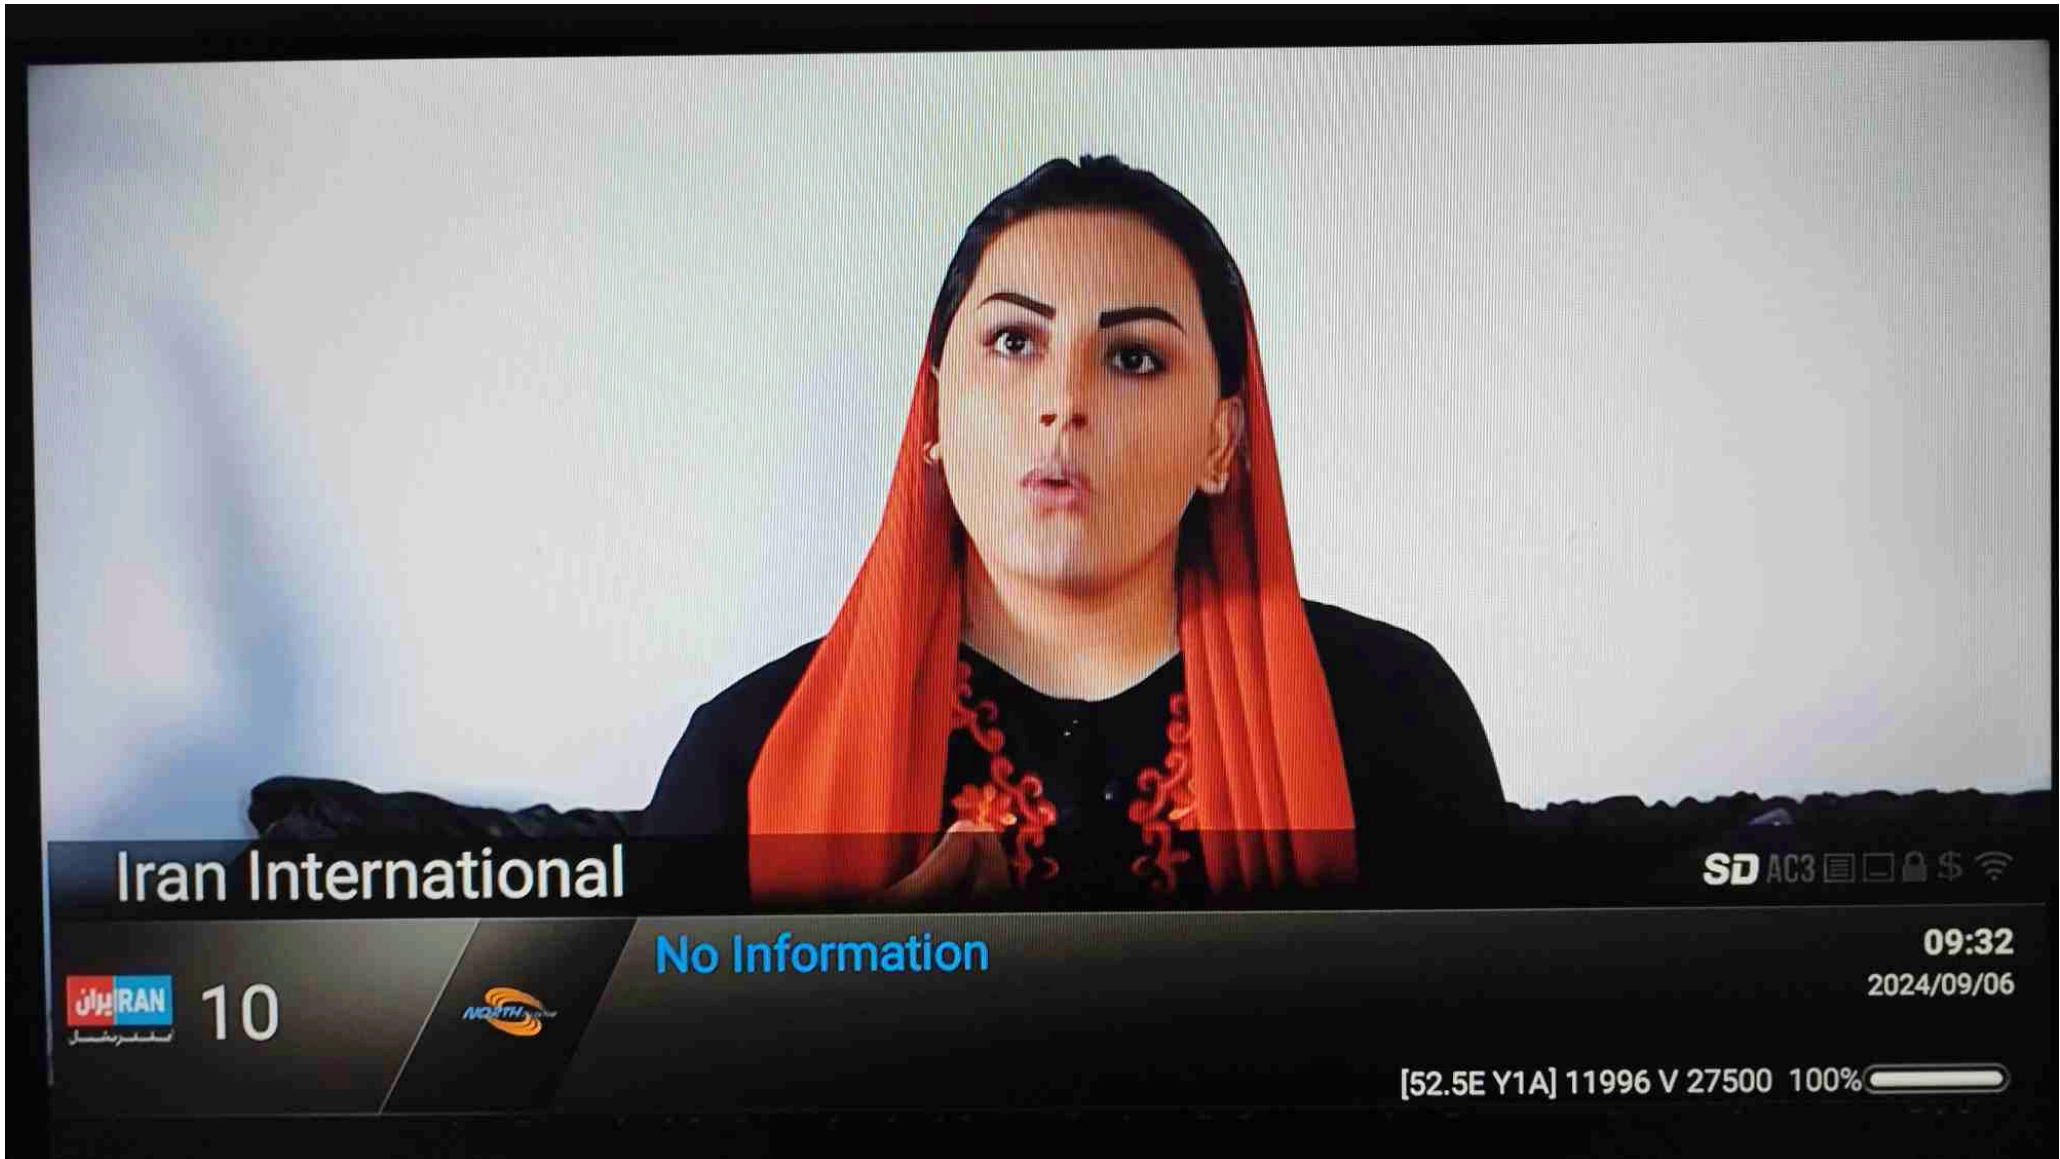 Iran International
SD AC3 $
ایران IRAN
اینترنشنال
10
NORTH
No Information
09:32
2024/09/06
[52.5E Y1A] 11996 V 27500 100%